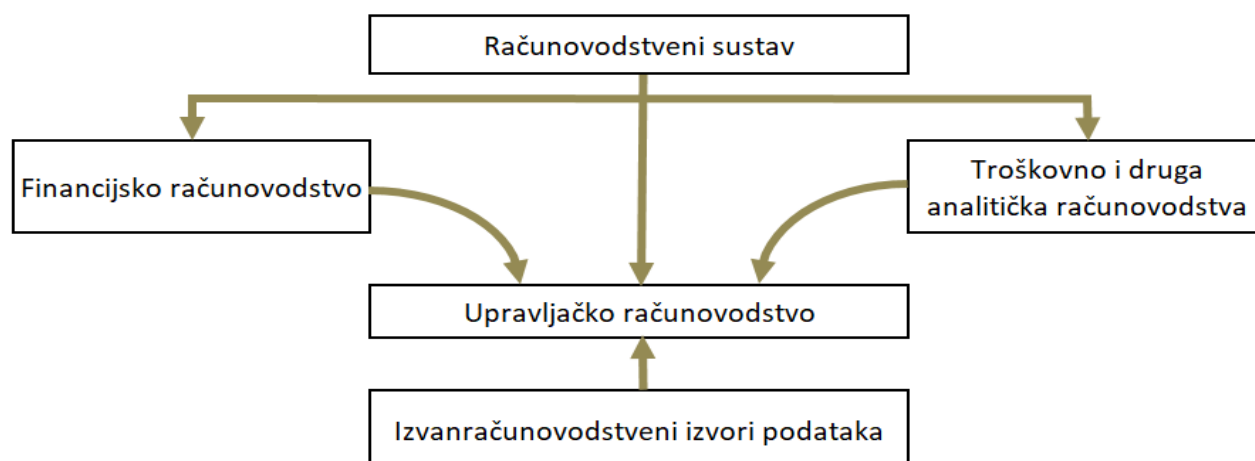 Računovodstveni sustav
Financijsko računovodstvo
Troškovno i druga
analitička računovodstva
Upravljačko računovodstvo
Izvanračunovodstveni izvori podataka